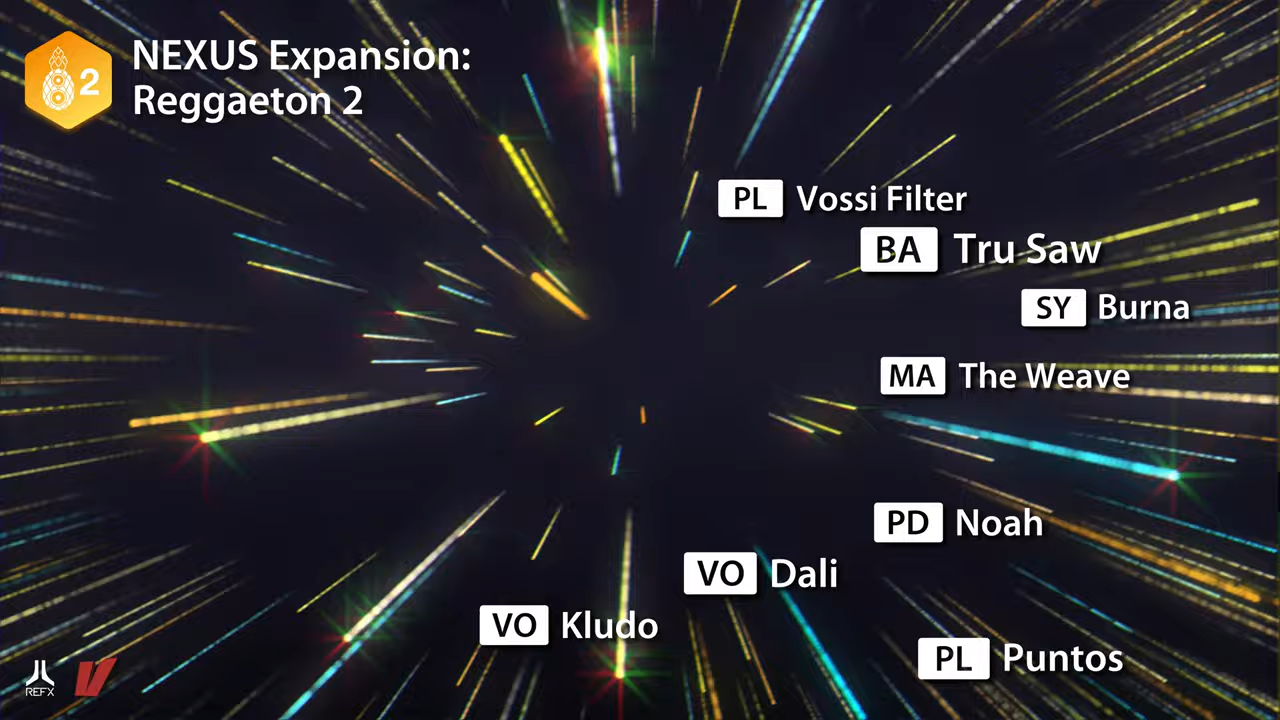 2
NEXUS Expansion:
Reggaeton 2
PL Vossi Filter
BA Tru Saw
SY Burna
MA The Weave
PD Noah
VO Dali
VO Kludo
PL Puntos
REFX
V